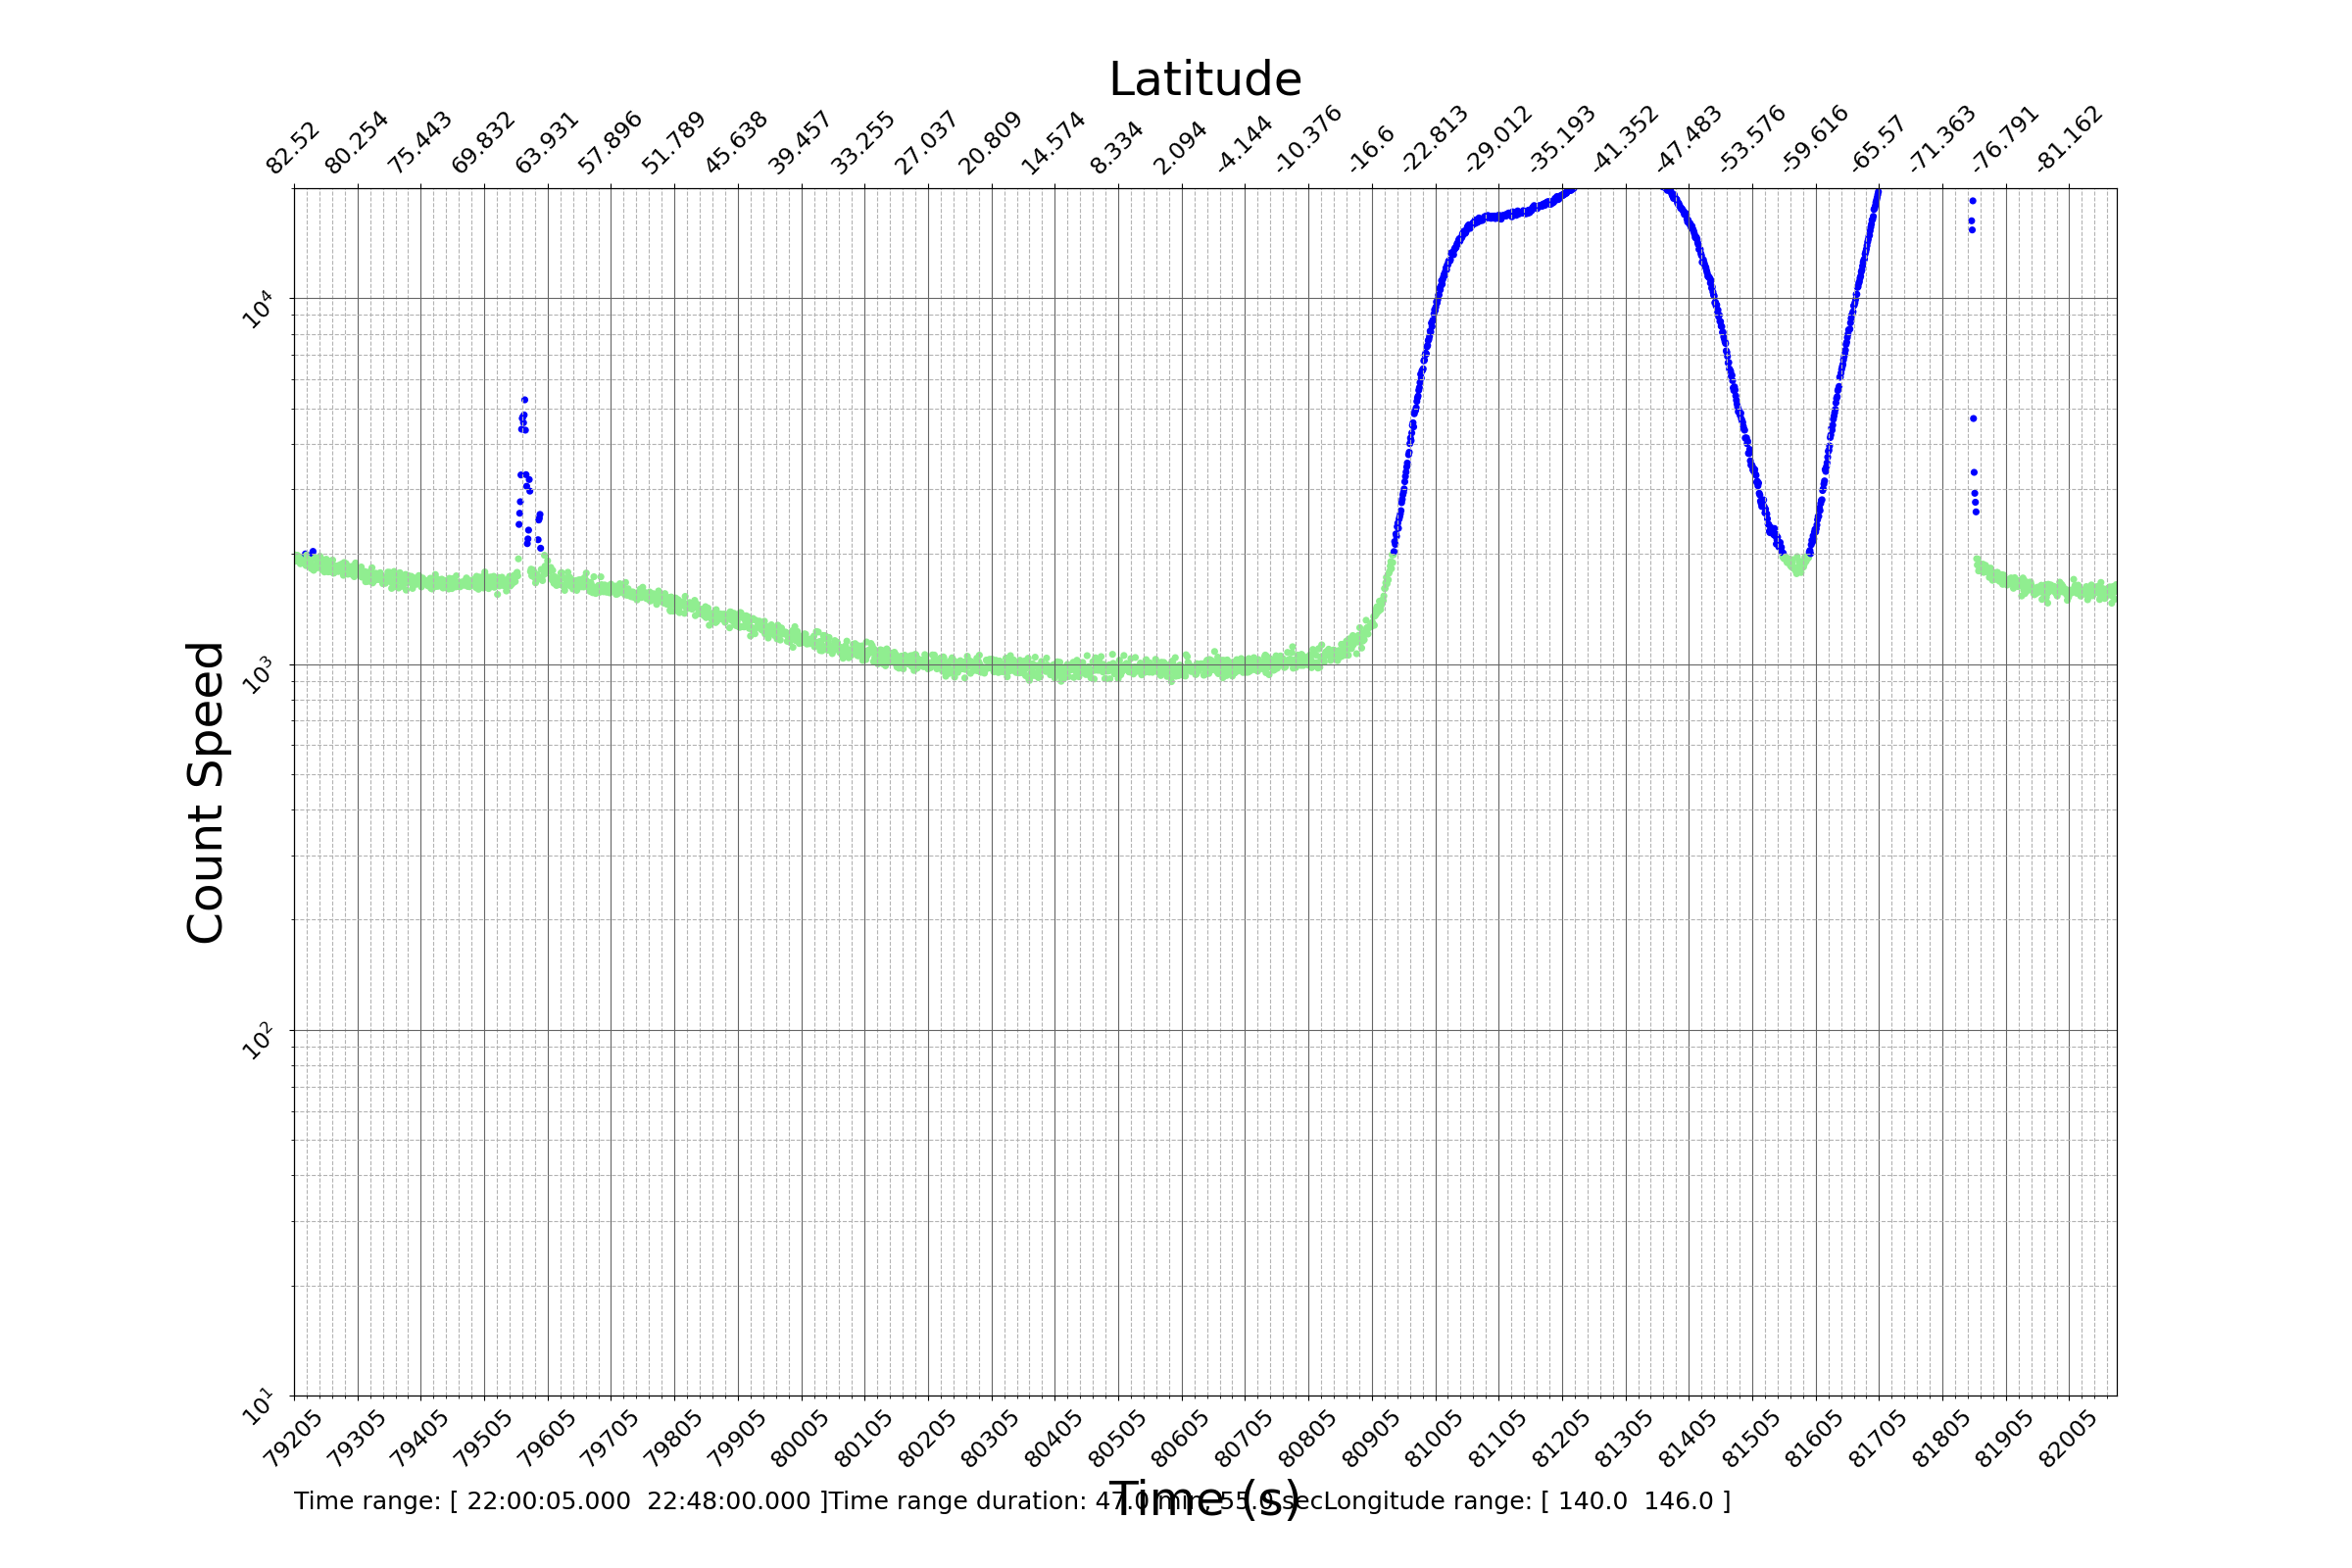 Latitude
82.52 80.254 75.443 69.832 63.931 57.896 51.789 45.638 39.457 33.255 27.037 20.809 14.574 8.334 2.094 -4.144 -10.376 -16.6 -22.813 -29.012 -35.193 -41.352 -47.483 -53.576 -59.616 -65.57 -71.363 -76.791 -81.162
10⁴
10³
Count Speed
10²
10¹
79205 79305 79405 79505 79605 79705 79805 79905 80005 80105 80205 80305 80405 80505 80605 80705 80805 80905 81005 81105 81205 81305 81405 81505 81605 81705 81805 81905 82005
Time (s)
Time range: [ 22:00:05.000  22:48:00.000 ]Time range duration: 47.0 min, 55.0 secLongitude range: [ 140.0  146.0 ]